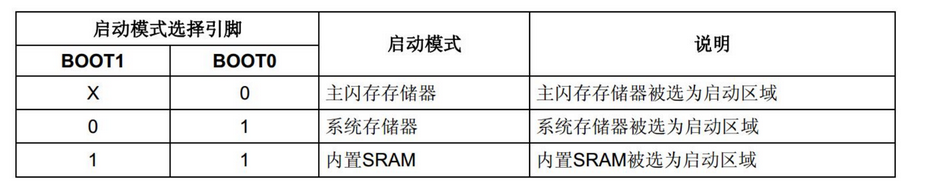 启动模式选择引脚 启动模式 说明
BOOT1 BOOT0
X 0 主闪存存储器 主闪存存储器被选为启动区域
0 1 系统存储器 系统存储器被选为启动区域
1 1 内置SRAM 内置SRAM被选为启动区域